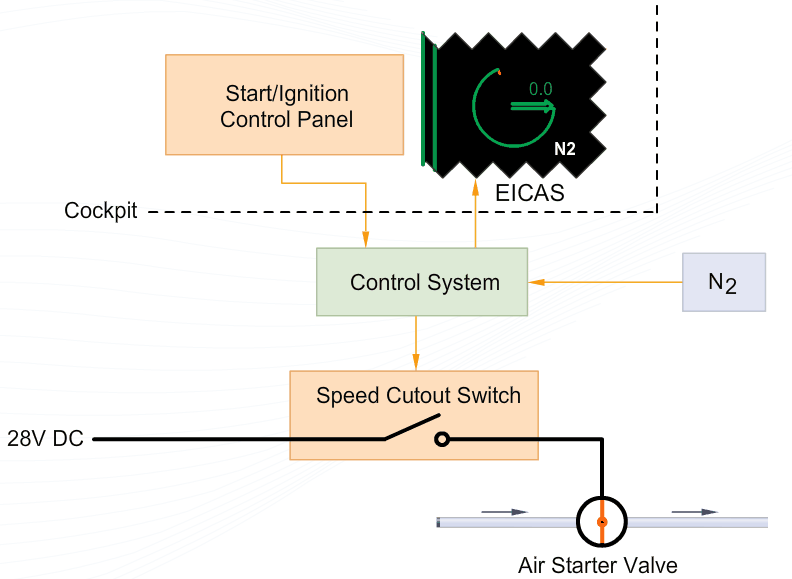 Start/Ignition
Control Panel
0.0
N2
EICAS
Cockpit
Control System
N2
Speed Cutout Switch
28V DC
Air Starter Valve